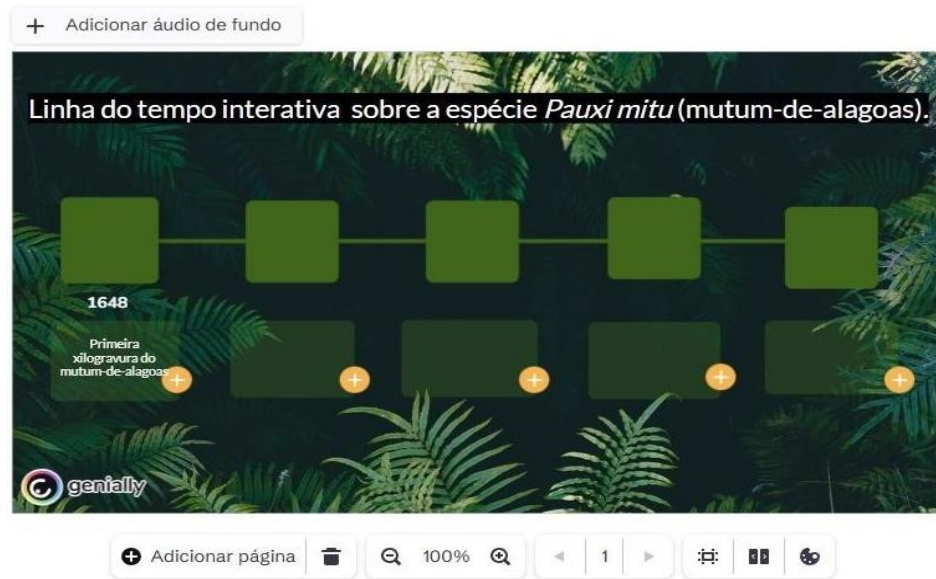 + Adicionar áudio de fundo
Linha do tempo interativa sobre a espécie Pauxi mitu (mutum-de-alagoas).
1648
Primeira
xilogravura do
mutum-de-alagoas
genially
Adicionar página
100%
1